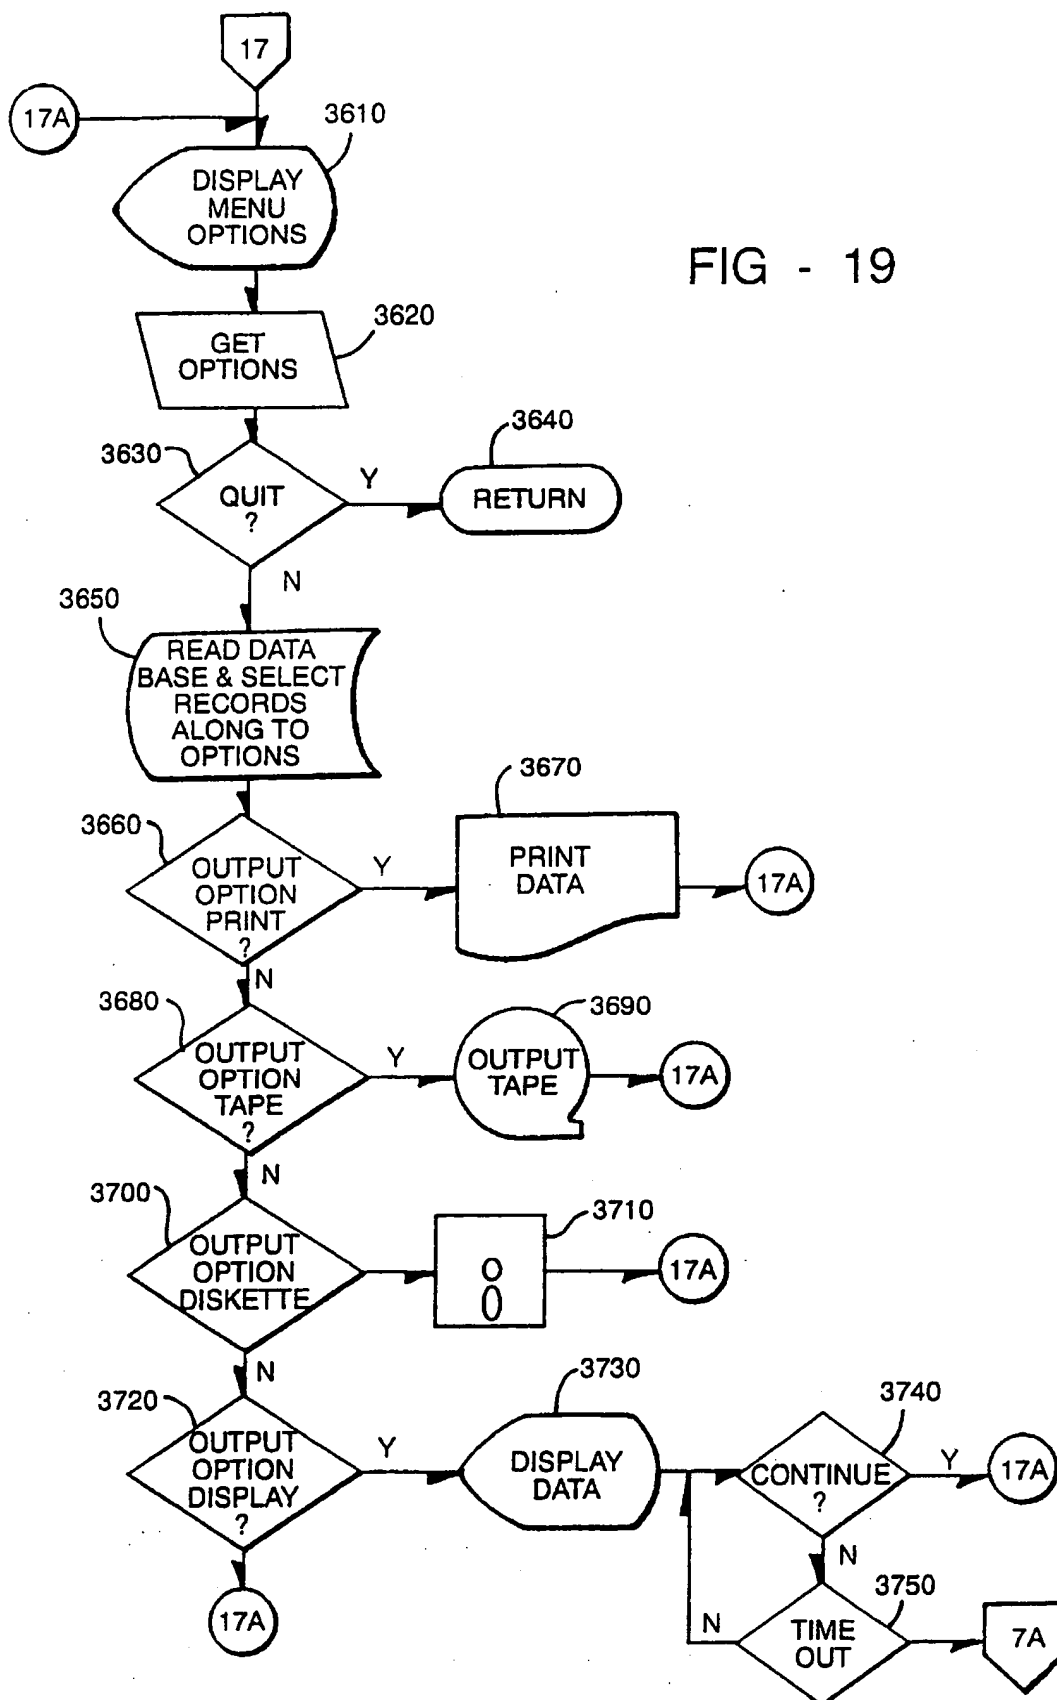 17
17A
3610
DISPLAY
MENU
OPTIONS
FIG - 19
3620
GET
OPTIONS
3630
QUIT
?
Y
3640
RETURN
N
3650
READ DATA
BASE & SELECT
RECORDS
ALONG TO
OPTIONS
3660
OUTPUT
OPTION
PRINT
?
Y
3670
PRINT
DATA
17A
N
3680
OUTPUT
OPTION
TAPE
?
Y
3690
OUTPUT
TAPE
17A
N
3700
OUTPUT
OPTION
DISKETTE
3710
17A
N
3720
OUTPUT
OPTION
DISPLAY
?
Y
3730
DISPLAY
DATA
3740
CONTINUE
?
Y
17A
N
3750
TIME
OUT
N
7A
17A